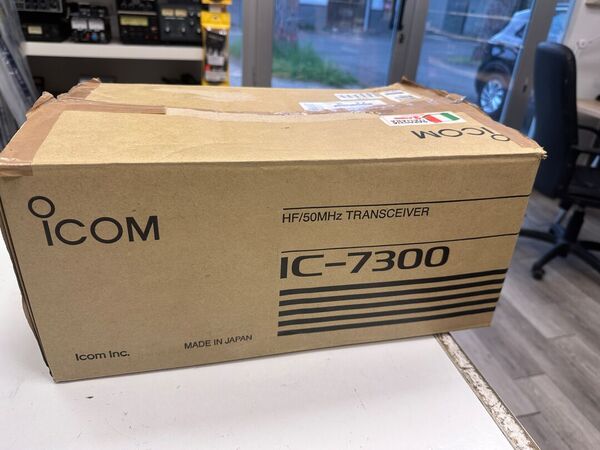 ICOM
ICOM
HF/50MHz TRANSCEIVER
IC-7300
MADE IN JAPAN
Icom Inc.